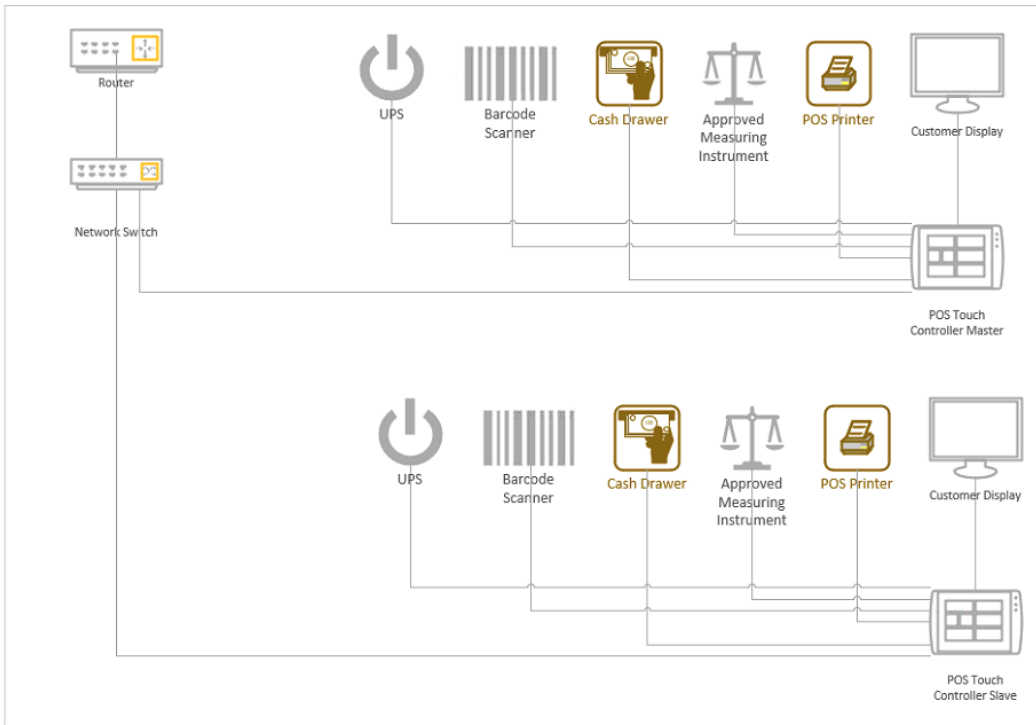 Router
UPS
Barcode
Scanner
Cash Drawer
Approved
Measuring
Instrument
POS Printer
Customer Display
Network Switch
POS Touch
Controller Master
UPS
Barcode
Scanner
Cash Drawer
Approved
Measuring
Instrument
POS Printer
Customer Display
POS Touch
Controller Slave